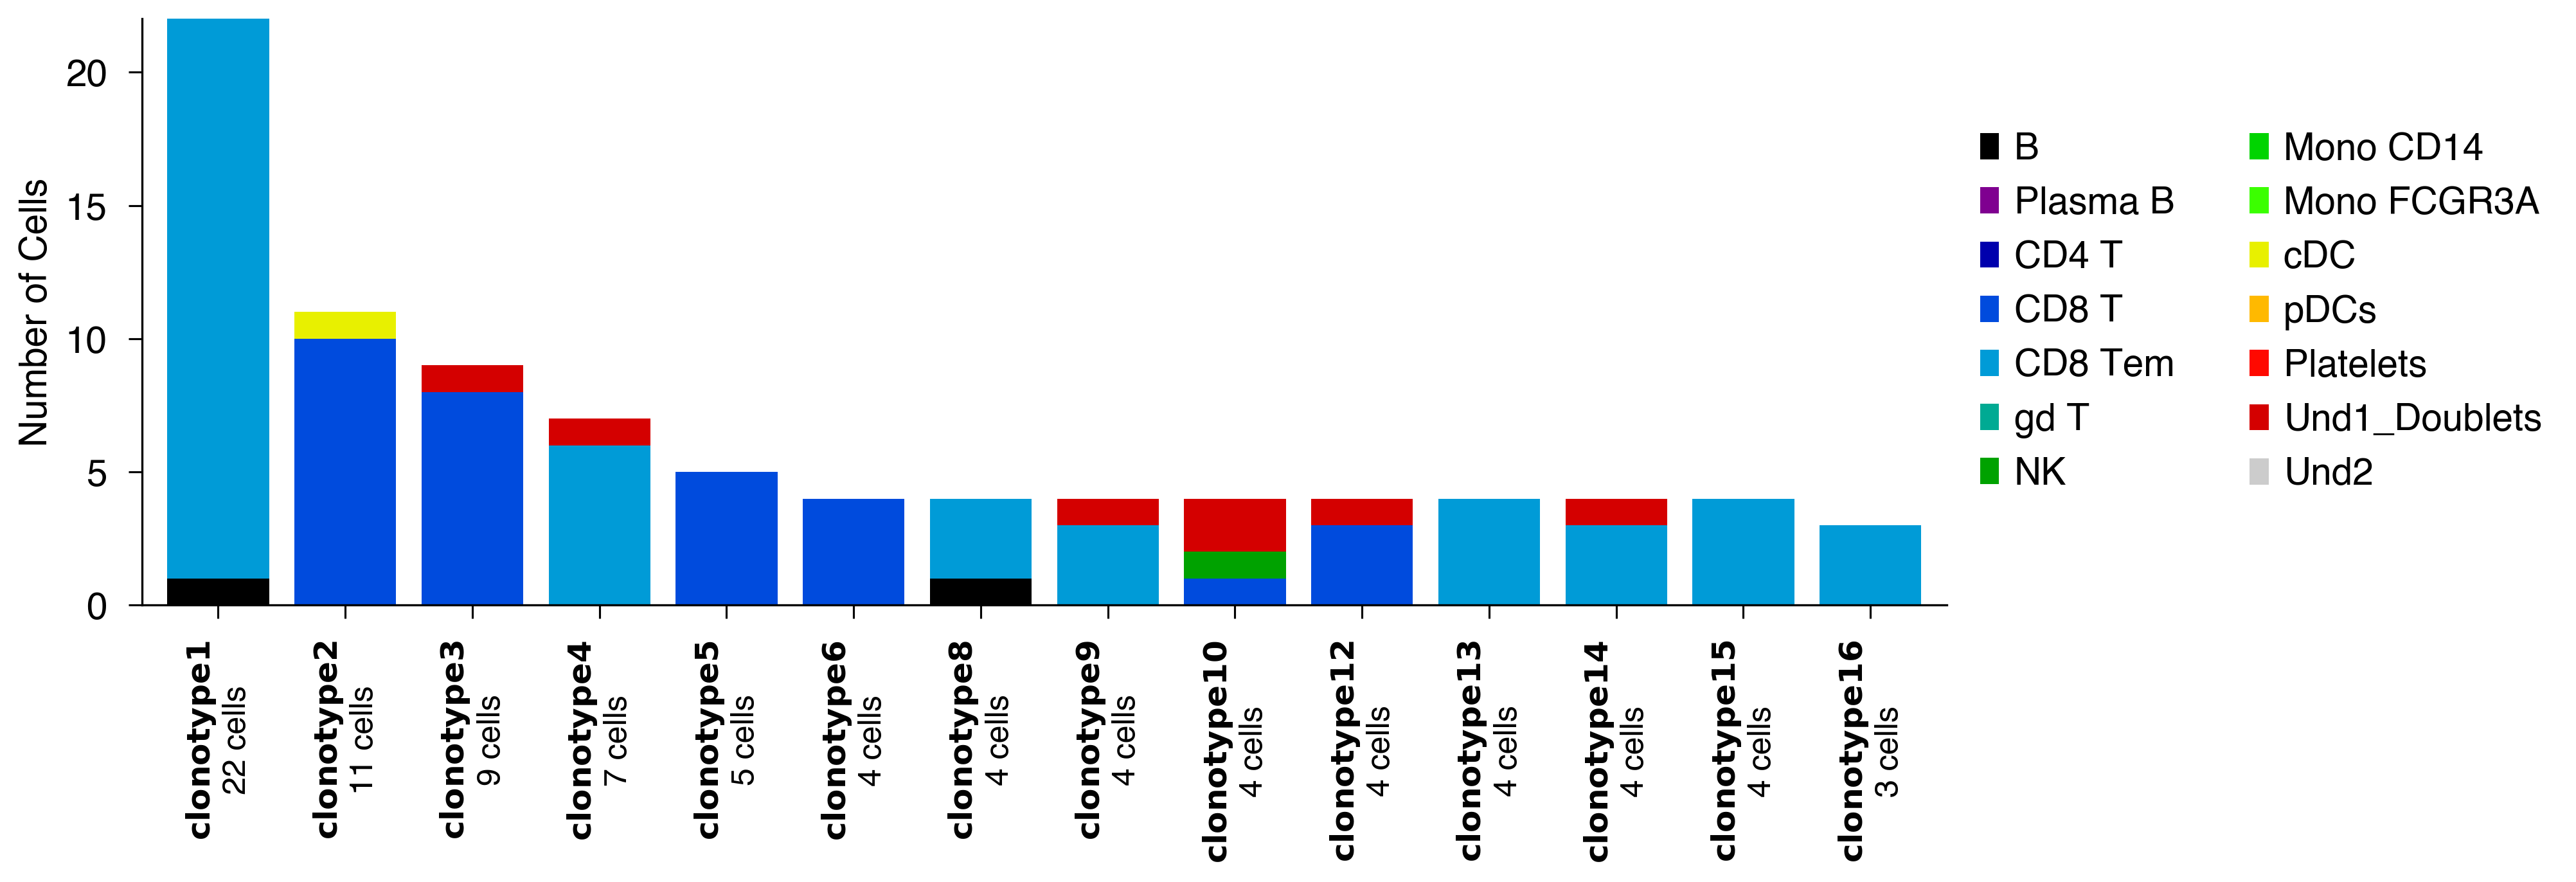 Number of Cells
20
15
10
5
0
clonotype1
22 cells
clonotype2
11 cells
clonotype3
9 cells
clonotype4
7 cells
clonotype5
5 cells
clonotype6
4 cells
clonotype8
4 cells
clonotype9
4 cells
clonotype10
4 cells
clonotype12
4 cells
clonotype13
4 cells
clonotype14
4 cells
clonotype15
4 cells
clonotype16
3 cells
B
Plasma B
CD4 T
CD8 T
CD8 Tem
gd T
NK
Mono CD14
Mono FCGR3A
cDC
pDCs
Platelets
Und1_Doublets
Und2